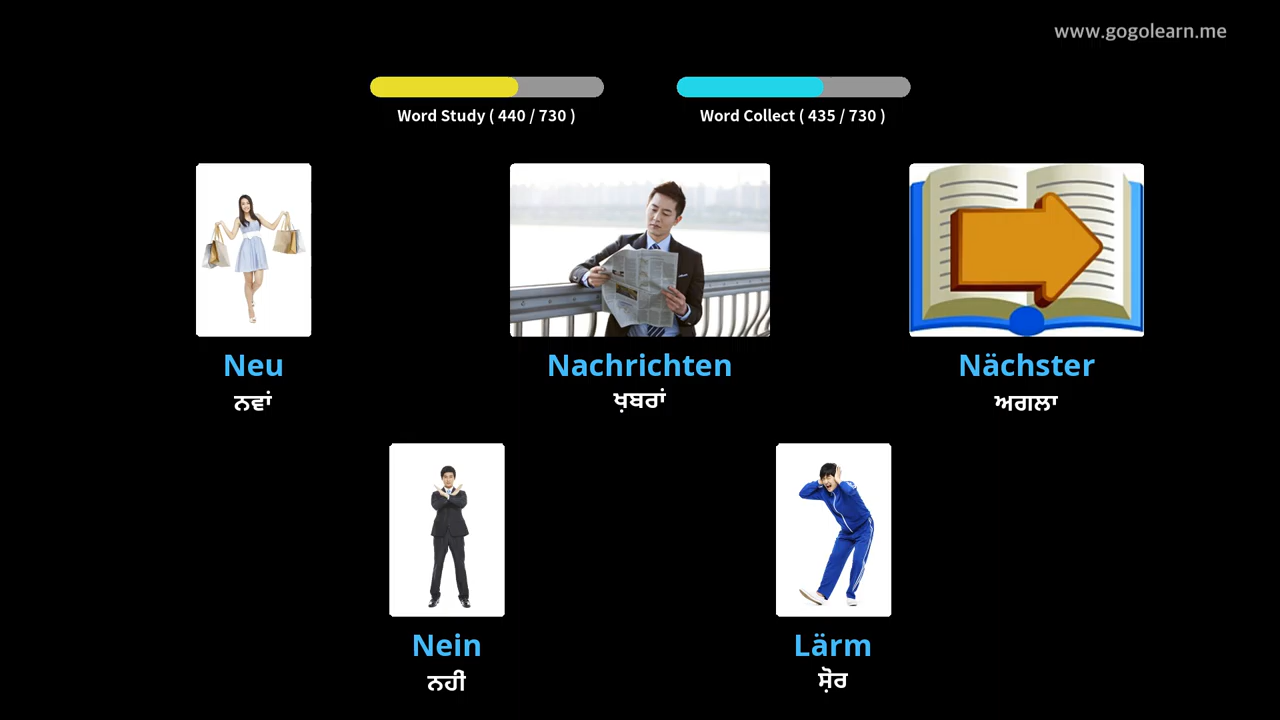 www.gogolearn.me
Word Study ( 440 / 730 )
Word Collect ( 435 / 730 )
Neu
ਨਵਾਂ
Nachrichten
ਖ਼ਬਰਾਂ
Nächster
ਅਗਲਾ
Nein
ਨਹੀਂ
Lärm
ਸ਼ੋਰ